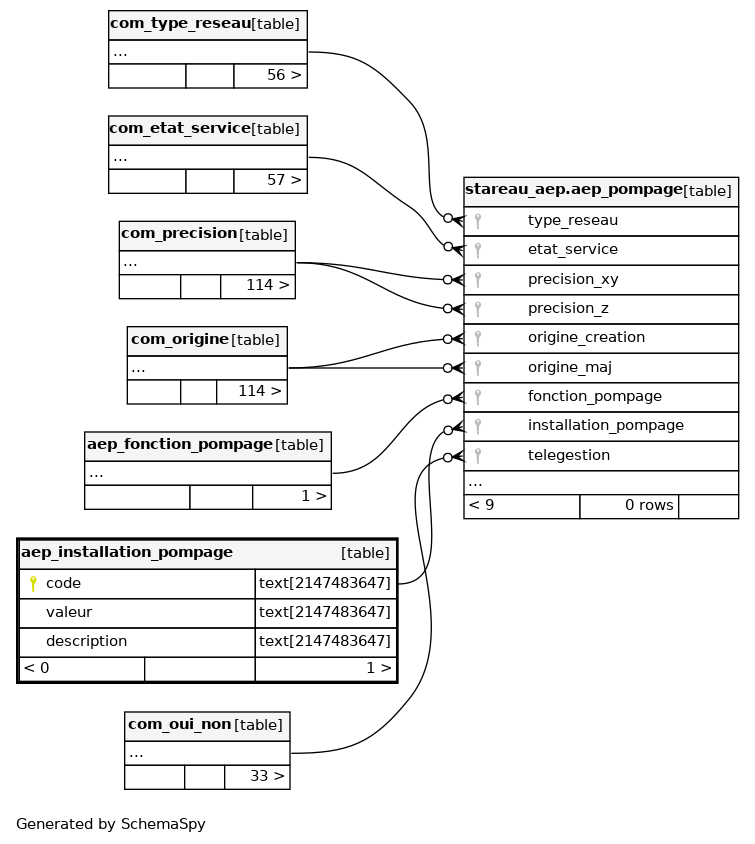 com_type_reseau [table]
...
56 >
com_etat_service [table]
...
57 >
com_precision [table]
...
114 >
com_origine [table]
...
114 >
aep_fonction_pompage [table]
...
1 >
aep_installation_pompage [table]
code text[2147483647]
valeur text[2147483647]
description text[2147483647]
< 0 1 >
com_oui_non [table]
...
33 >
stareau_aep.aep_pompage [table]
type_reseau
etat_service
precision_xy
precision_z
origine_creation
origine_maj
fonction_pompage
installation_pompage
telegestion
...
< 9 0 rows
Generated by SchemaSpy